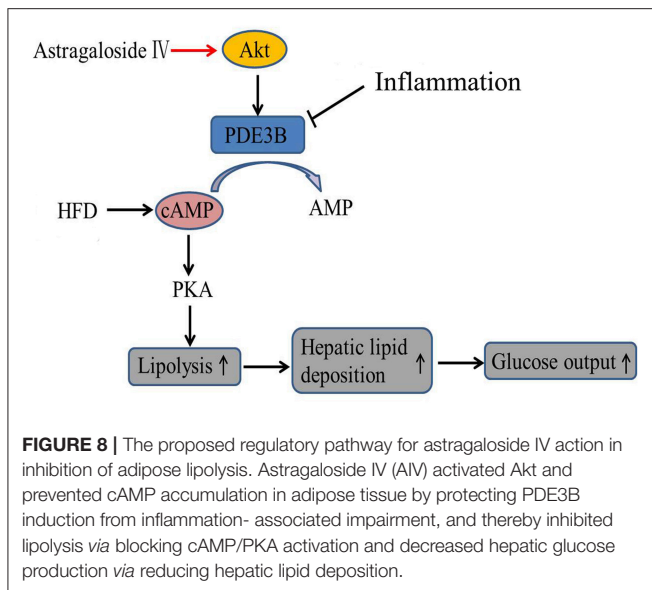 Astragaloside Ⅳ
Akt
Inflammation
PDE3B
HFD
cAMP
AMP
PKA
Lipolysis ↑
Hepatic lipid
deposition ↑
Glucose output ↑
FIGURE 8 | The proposed regulatory pathway for astragaloside IV action in
inhibition of adipose lipolysis. Astragaloside IV (AIV) activated Akt and
prevented cAMP accumulation in adipose tissue by protecting PDE3B
induction from inflammation- associated impairment, and thereby inhibited
lipolysis via blocking cAMP/PKA activation and decreased hepatic glucose
production via reducing hepatic lipid deposition.